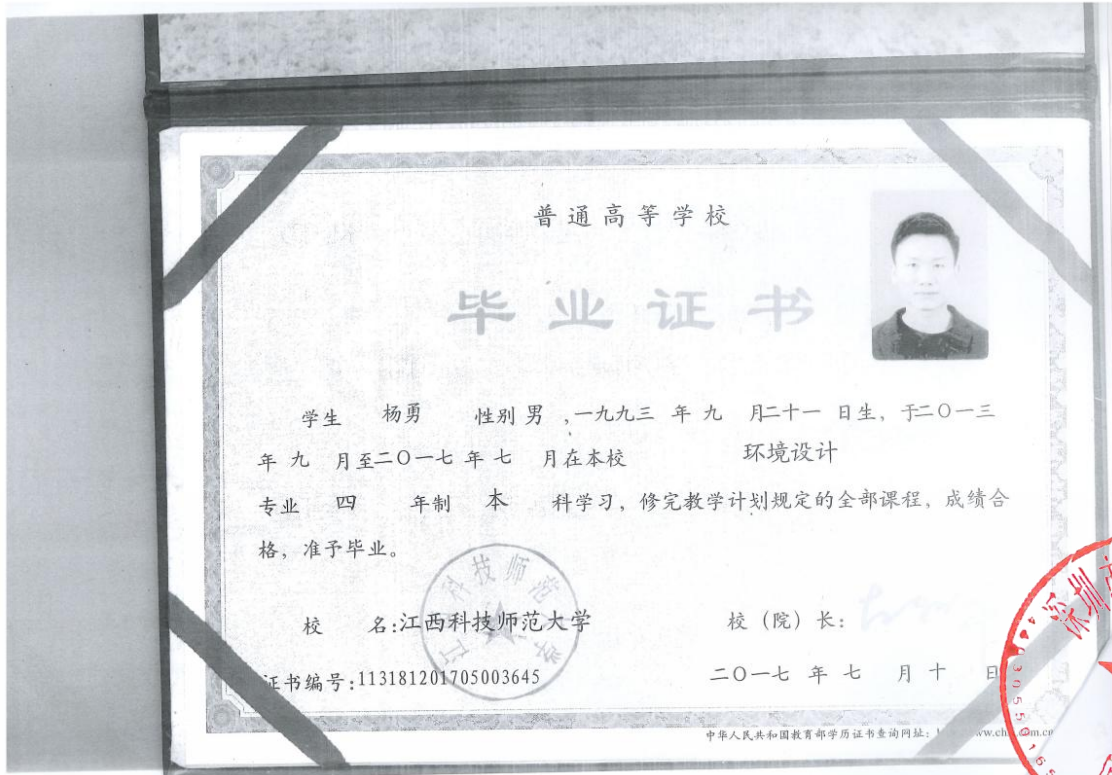 普通高等学校
毕业证书
学生 杨勇 性别 男 ,一九九三 年 九 月二十一 日生，于二〇一三
年 九 月至二〇一七 年 七 月在本校 环境设计
专业 四 年制 本 科学习，修完教学计划规定的全部课程，成绩合
格，准予毕业。
科技师范
校 名:江西科技师范大学 校（院）长：
证书编号:113181201705003645 二〇一七 年 七 月 十 日
中华人民共和国教育部学历证书查询网址：
深圳市